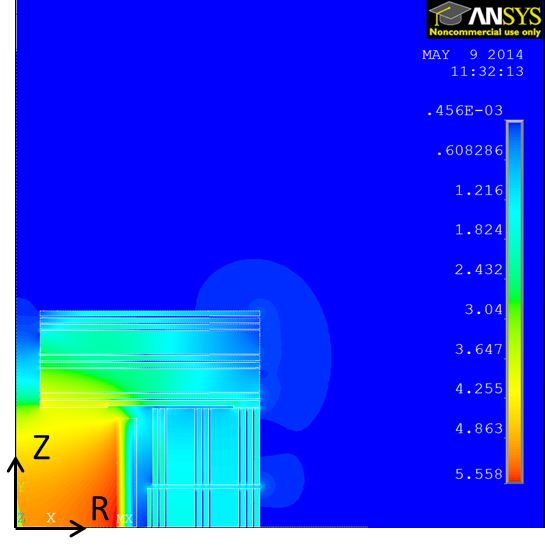 ANSYS
Noncommercial use only
MAY 9 2014
11:32:13
.456E-03
.608286
1.216
1.824
2.432
3.04
3.647
4.255
4.863
5.558
Z
Y
R
Z X MX